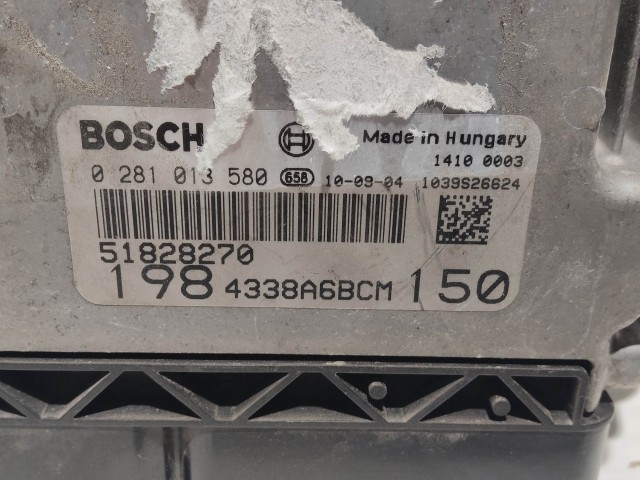 BOSCH Made in Hungary
1410 0003
0 281 013 580 658 10-09-04 1039S26624
51828270
198 4338A6BCM 150